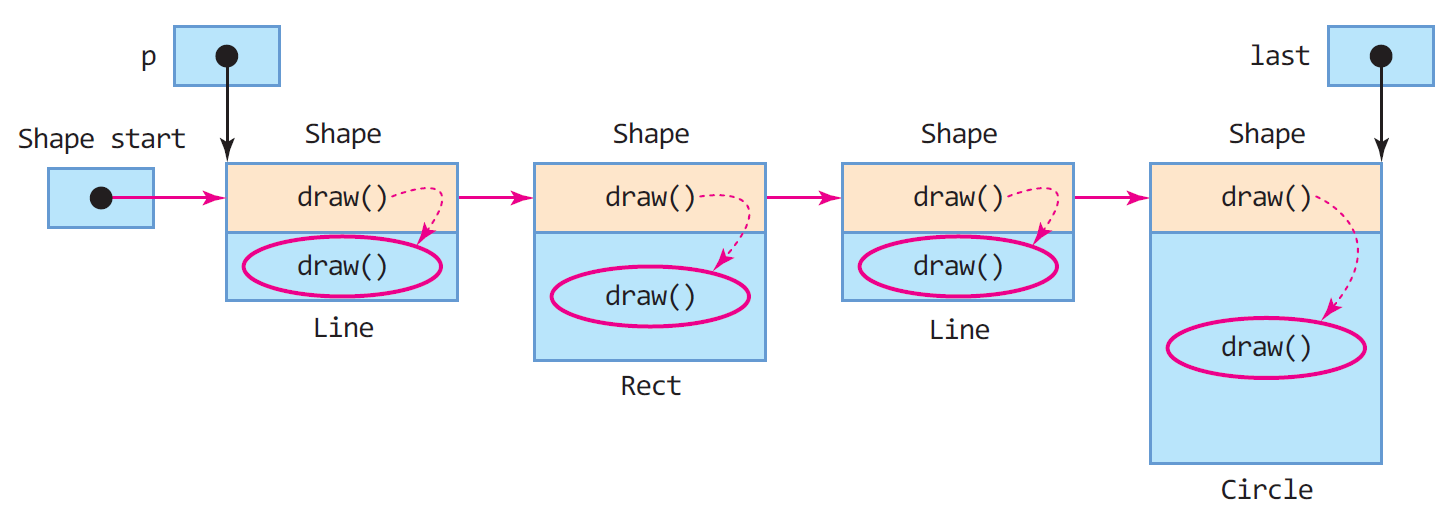 p
last
Shape start
Shape
Shape
Shape
Shape
draw()
draw()
draw()
draw()
draw()
draw()
draw()
draw()
Line
Rect
Line
Circle